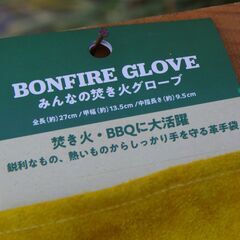 BONFIRE GLOVE
みんなの焚き火グローブ
全長(約)27cm/甲幅(約)13.5cm/中指長さ(約)9.5cm
焚き火・BBQに大活躍
鋭利なもの、熱いものからしっかり手を守る革手袋